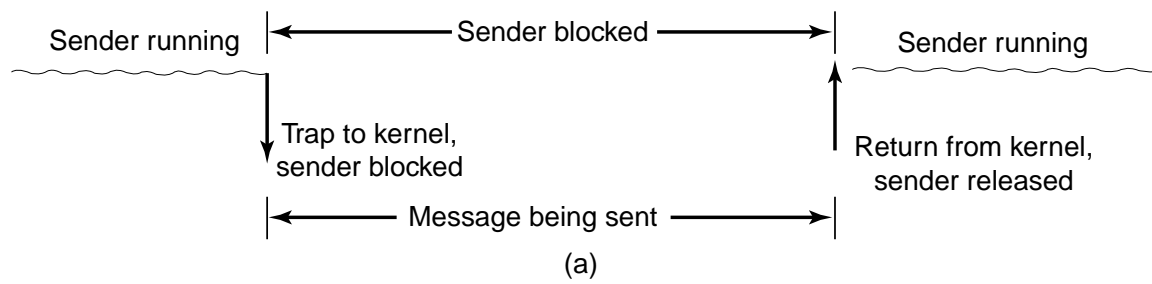 Sender running
Sender blocked
Sender running
Trap to kernel,
sender blocked
Return from kernel,
sender released
Message being sent
(a)